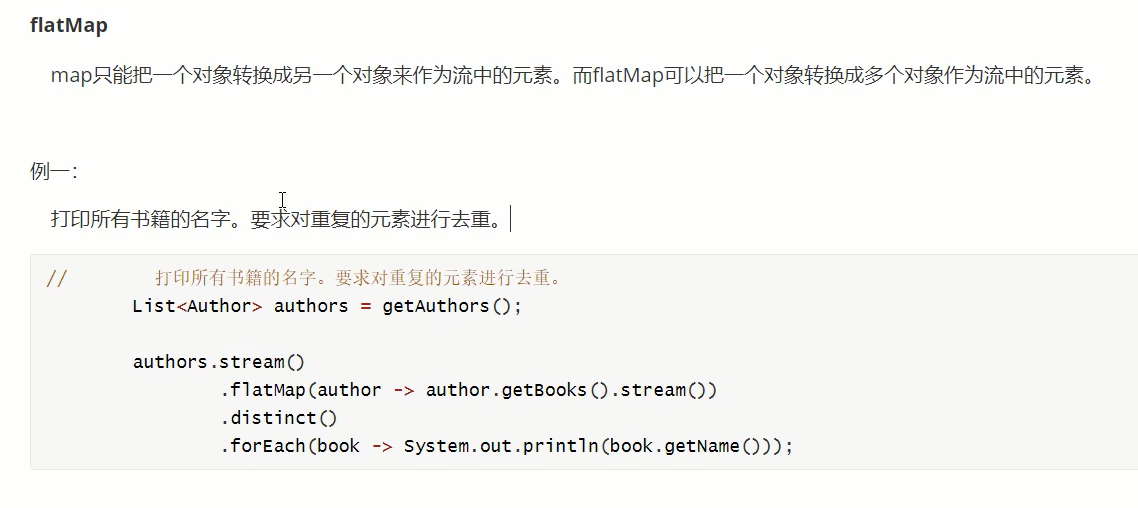 flatMap
map只能把一个对象转换成另一个对象来作为流中的元素。而flatMap可以把一个对象转换成多个对象作为流中的元素。
例一：
打印所有书籍的名字。要求对重复的元素进行去重。
//        打印所有书籍的名字。要求对重复的元素进行去重。
        List<Author> authors = getAuthors();
        authors.stream()
                .flatMap(author -> author.getBooks().stream())
                .distinct()
                .forEach(book -> System.out.println(book.getName()));